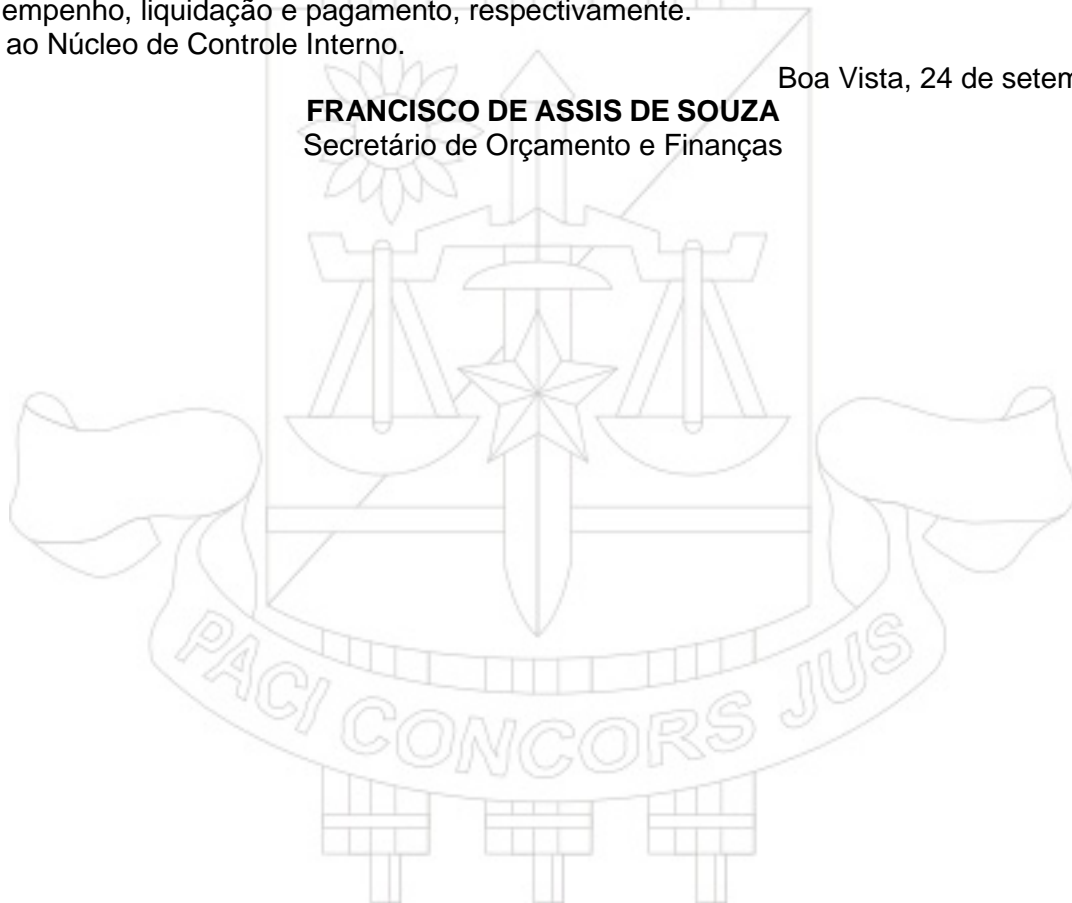 empenho, liquidação e pagamento, respectivamente.
ao Núcleo de Controle Interno.
Boa Vista, 24 de
FRANCISCO DE ASSIS DE SOUZA
Secretário de Orçamento e Finanças
PACI CONCORS JUS